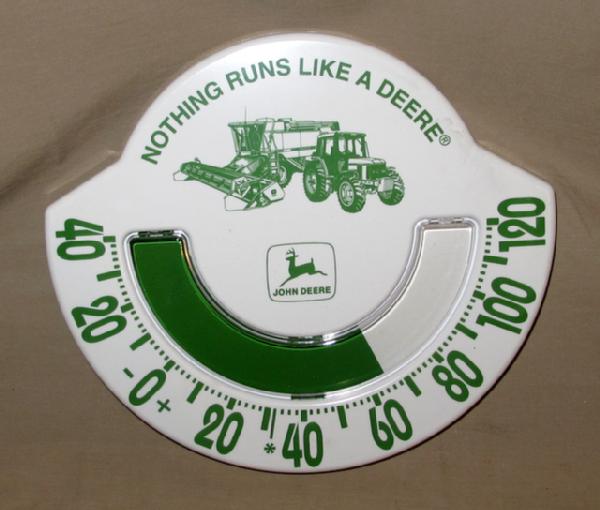 NOTHING RUNS LIKE A DEERE®
JOHN DEERE
40 20 - 0 + 20 * 40 60 80 100 120